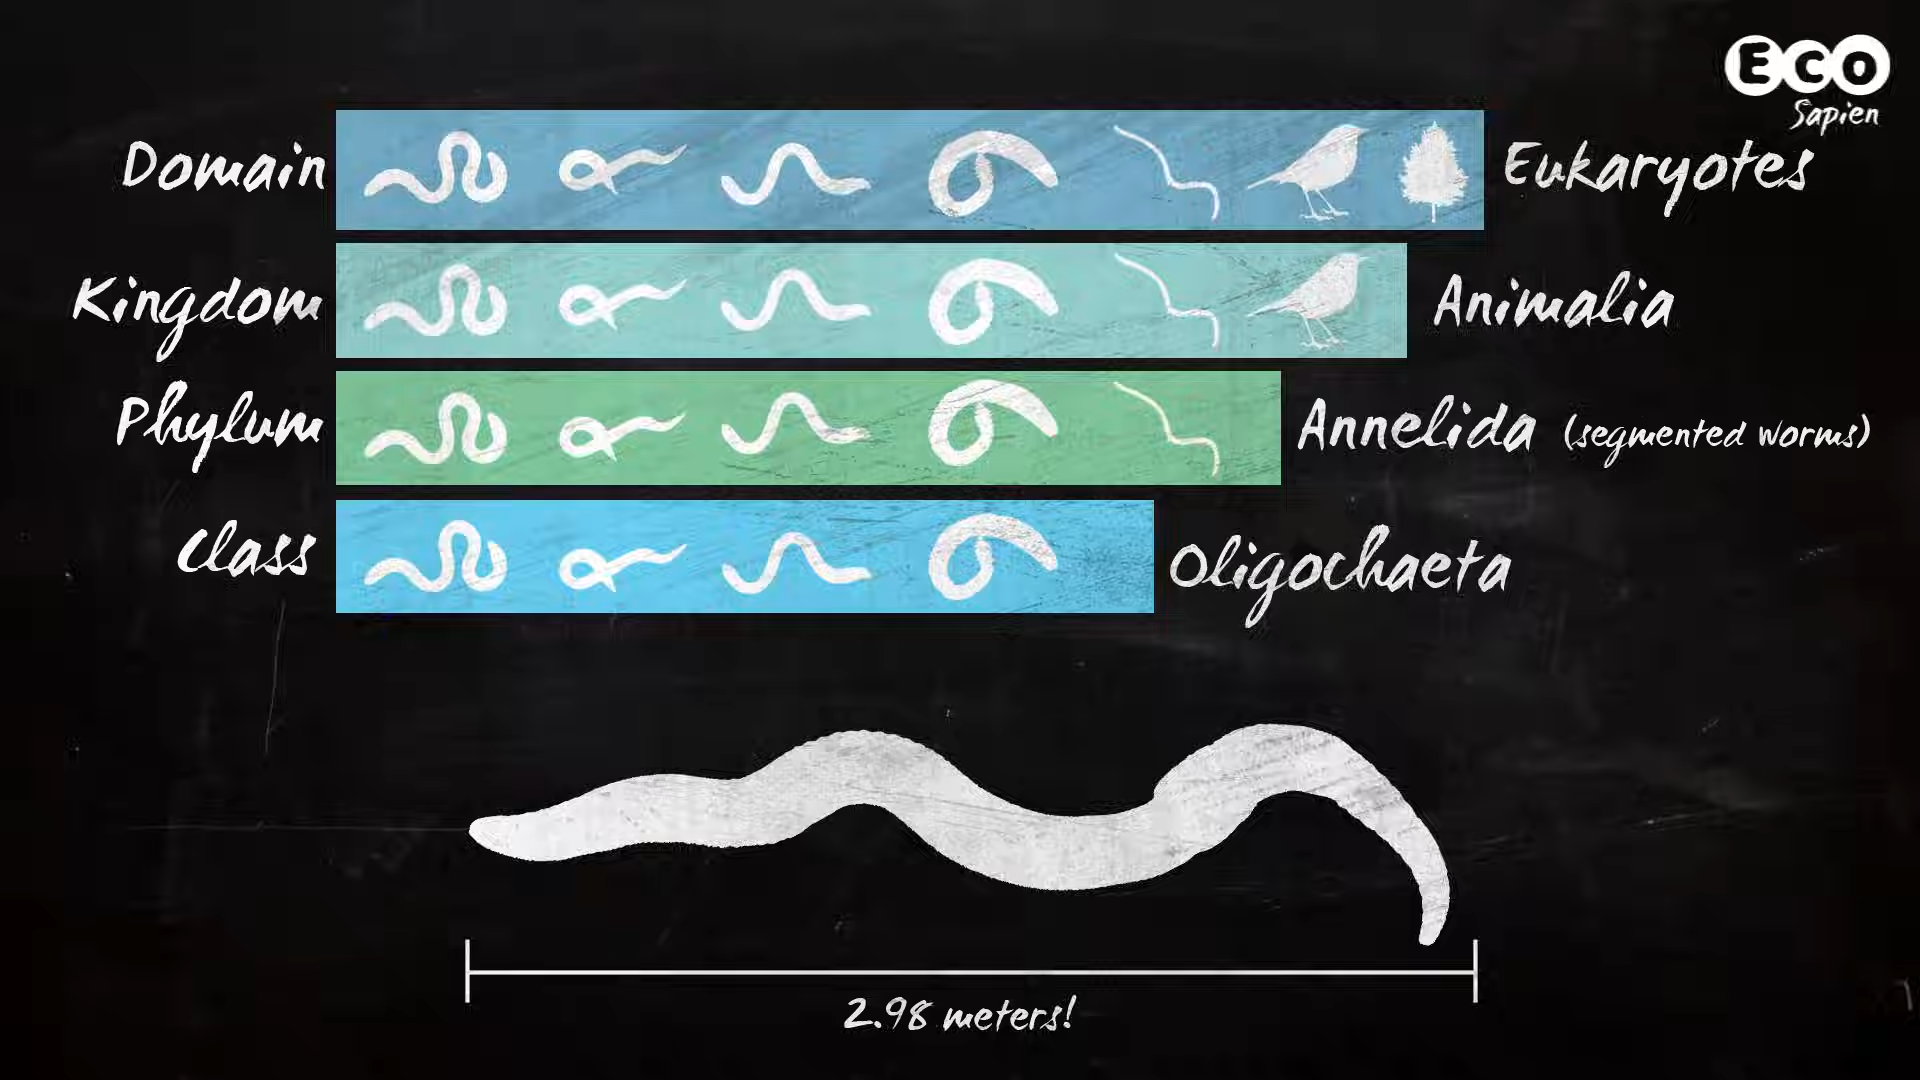 ECO
Sapien
Domain Eukaryotes
Kingdom Animalia
Phylum Annelida (segmented worms)
Class Oligochaeta
2.98 meters!